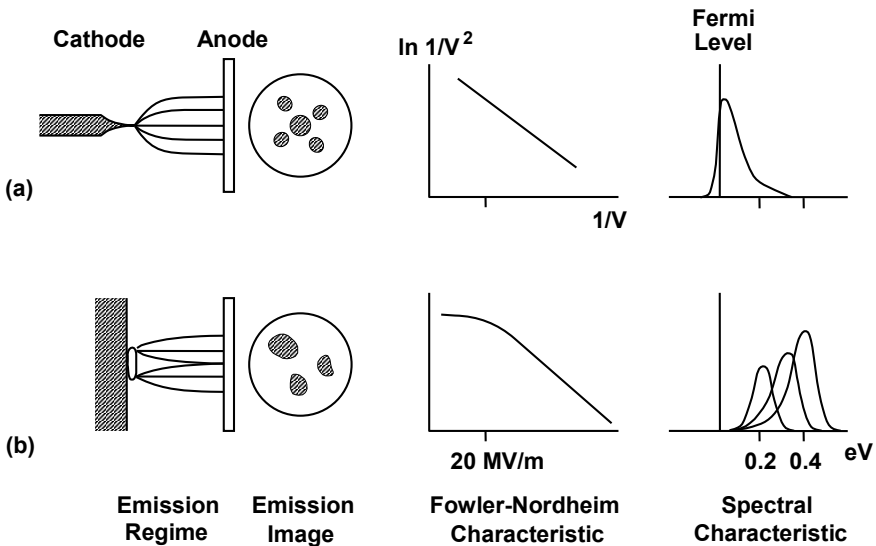 Cathode Anode
ln 1/V²
Fermi
Level
(a)
1/V
(b)
20 MV/m
0.2 0.4 eV
Emission
Regime
Emission
Image
Fowler-Nordheim
Characteristic
Spectral
Characteristic